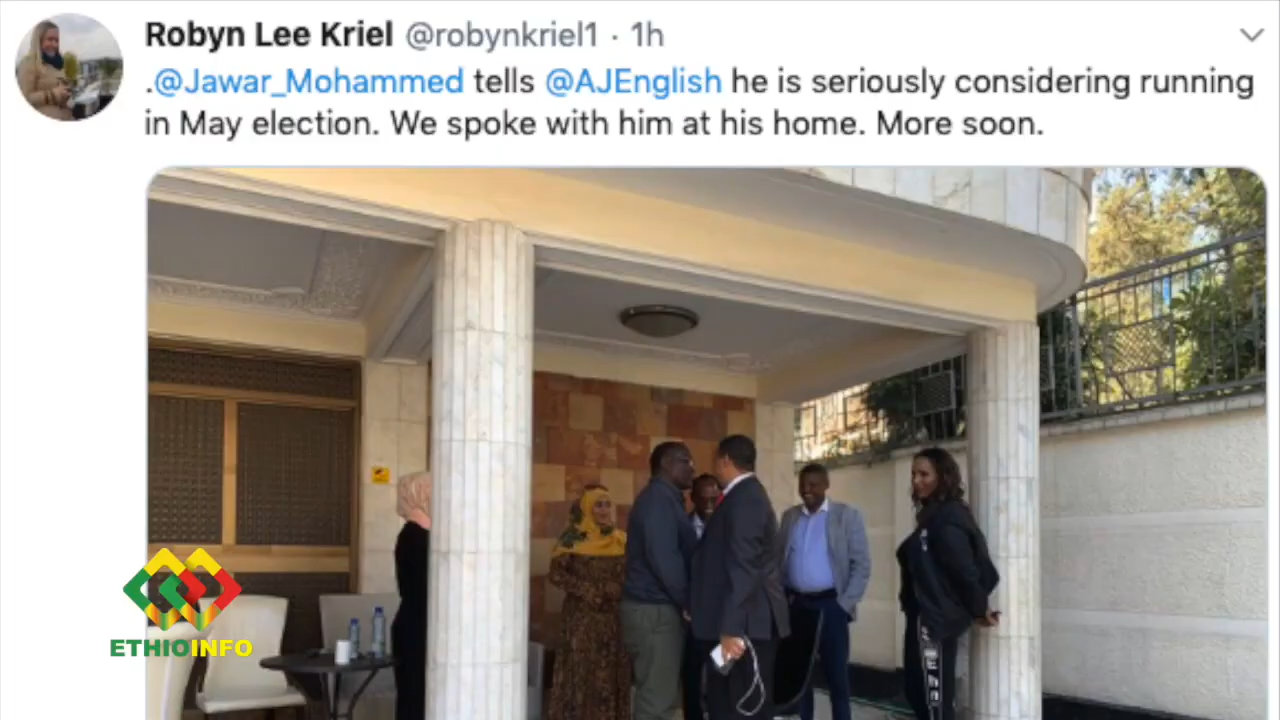 Robyn Lee Kriel @robynkriel1 · 1h
.@Jawar_Mohammed tells @AJEnglish he is seriously considering running
in May election. We spoke with him at his home. More soon.
ETHIOINFO